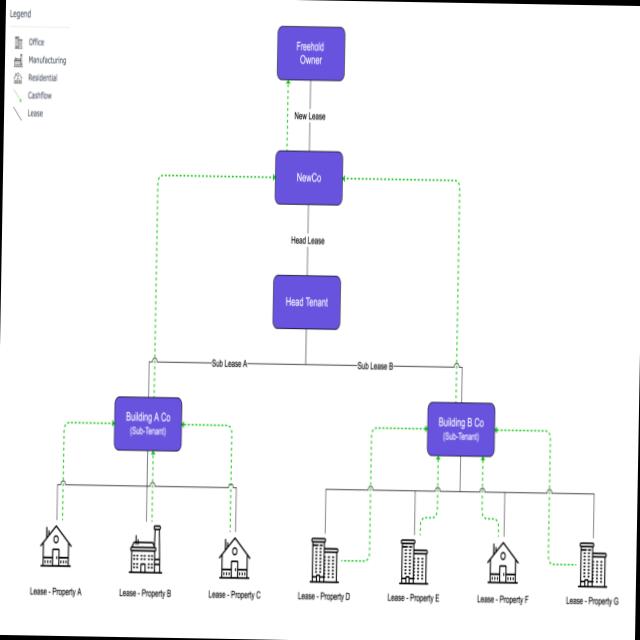 Legend
Office
Manufacturing
Residential
Cashflow
Lease
Freehold
Owner
New Lease
NewCo
Head Lease
Head Tenant
Sub Lease A
Sub Lease B
Building A Co
(Sub-Tenant)
Building B Co
(Sub-Tenant)
Lease - Property A
Lease - Property B
Lease - Property C
Lease - Property D
Lease - Property E
Lease - Property F
Lease - Property G